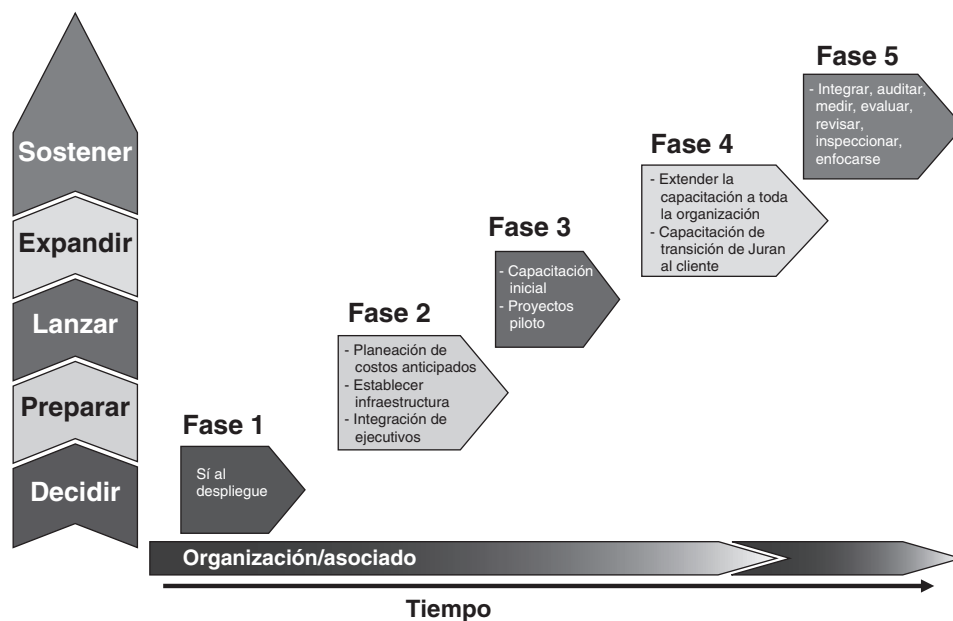 Sostener
Expandir
Lanzar
Preparar
Decidir
Fase 1
Sí al
despliegue
Fase 2
- Planeación de
costos anticipados
- Establecer
infraestructura
- Integración de
ejecutivos
Fase 3
- Capacitación
inicial
- Proyectos
piloto
Fase 4
- Extender la
capacitación a toda
la organización
- Capacitación de
transición de Juran
al cliente
Fase 5
- Integrar, auditar,
medir, evaluar,
revisar,
inspeccionar,
enfocarse
Organización/asociado
Tiempo